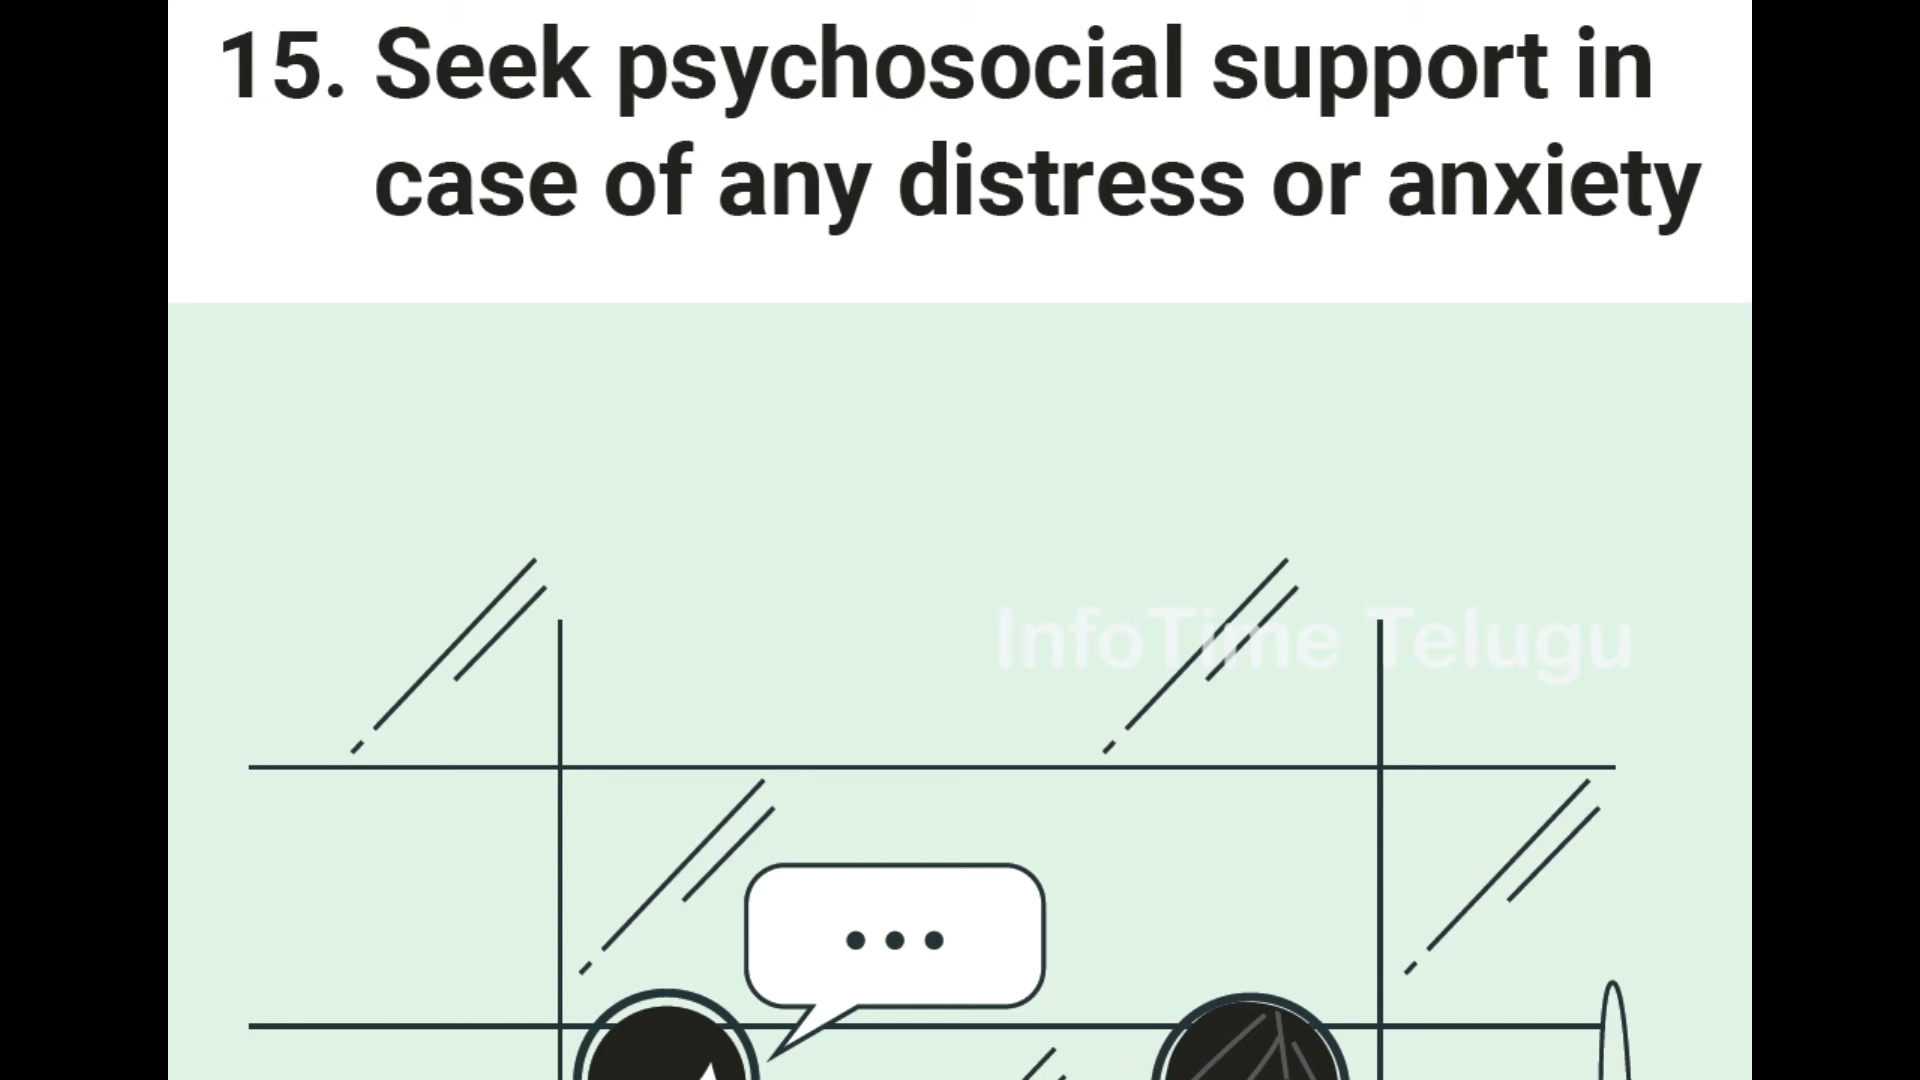 15. Seek psychosocial support in
case of any distress or anxiety
InfoTime Telugu